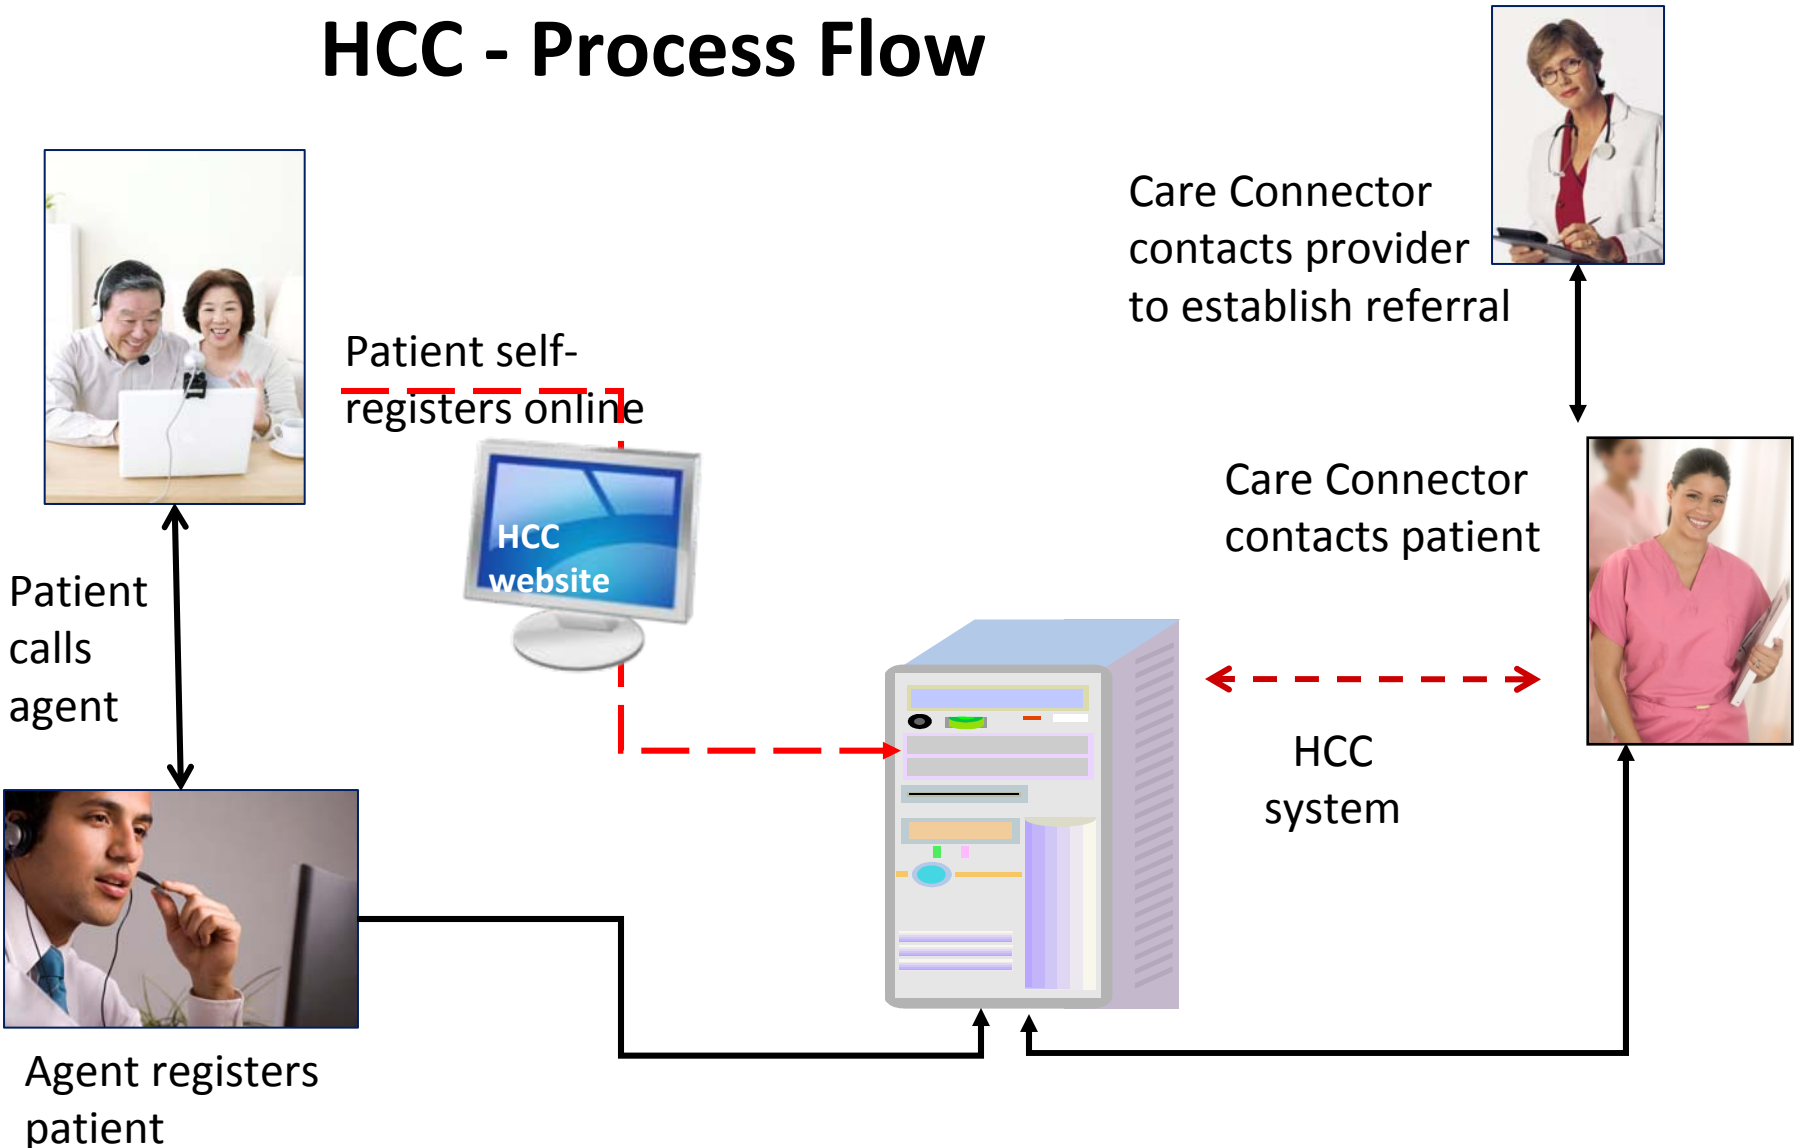 HCC - Process Flow
Care Connector
contacts provider
to establish referral
Patient self-
registers online
HCC
website
Care Connector
contacts patient
Patient
calls
agent
HCC
system
Agent registers
patient